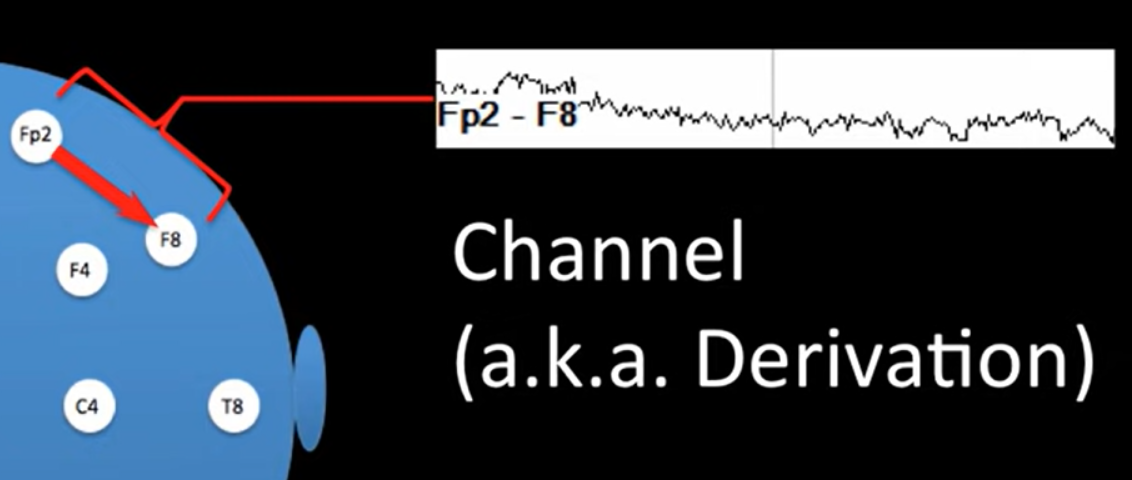 Fp2
Fp2 - F8
F8
F4
Channel
(a.k.a. Derivation)
C4
T8